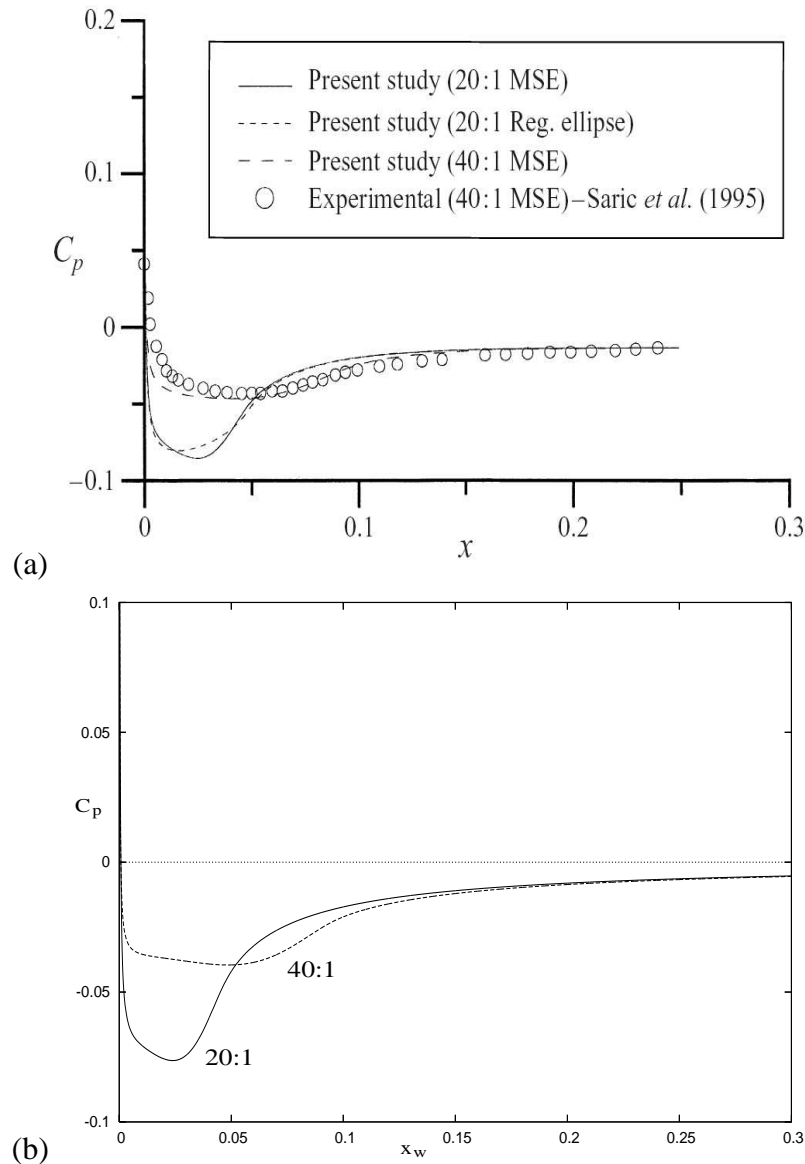 0.2
Present study (20:1 MSE)
Present study (20:1 Reg. ellipse)
Present study (40:1 MSE)
Experimental (40:1 MSE)–Saric et al. (1995)
0.1
Cp
0
−0.1
0 0.1 0.2 0.3
x
(a)
0.1
0.05
Cp
0
40:1
-0.05
20:1
-0.1
0 0.05 0.1 0.15 0.2 0.25 0.3
xw
(b)